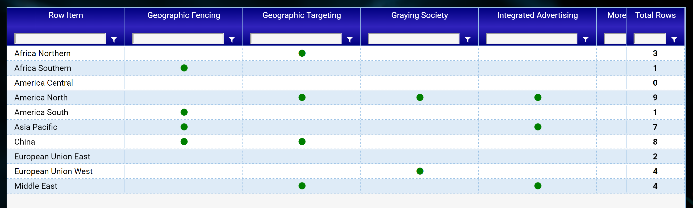 Row Item Geographic Fencing Geographic Targeting Graying Society Integrated Advertising More Total Rows
Africa Northern 3
Africa Southern 1
America Central 0
America North 9
America South 1
Asia Pacific 7
China 8
European Union East 2
European Union West 4
Middle East 4